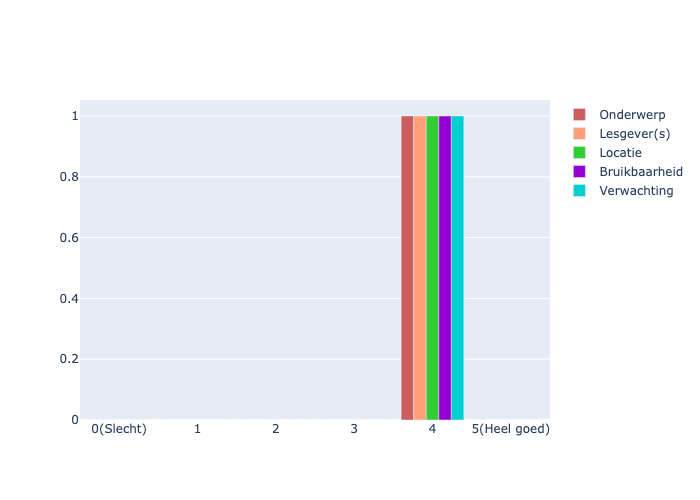 1
0.8
0.6
0.4
0.2
0
0(Slecht)
1
2
3
4
5(Heel goed)
Onderwerp
Lesgever(s)
Locatie
Bruikbaarheid
Verwachting